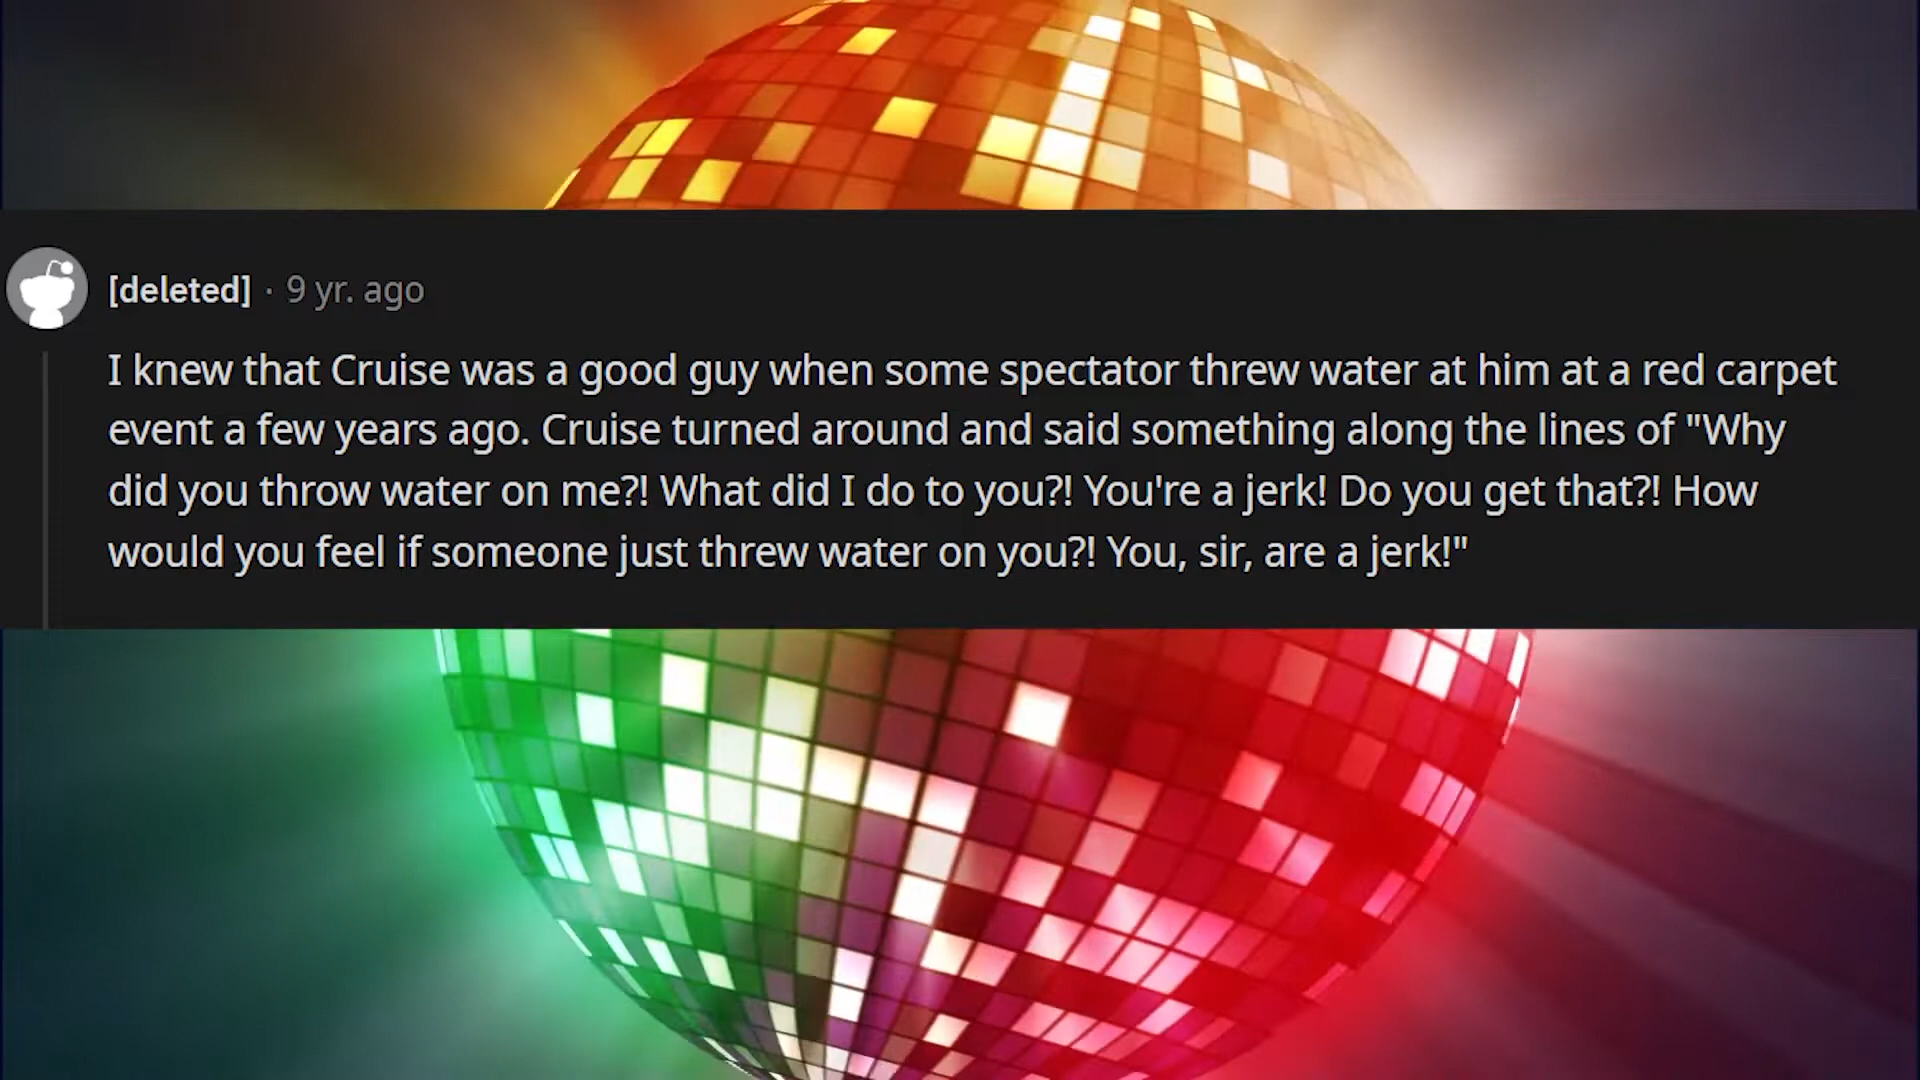 [deleted] · 9 yr. ago
I knew that Cruise was a good guy when some spectator threw water at him at a red carpet
event a few years ago. Cruise turned around and said something along the lines of "Why
did you throw water on me?! What did I do to you?! You're a jerk! Do you get that?! How
would you feel if someone just threw water on you?! You, sir, are a jerk!"